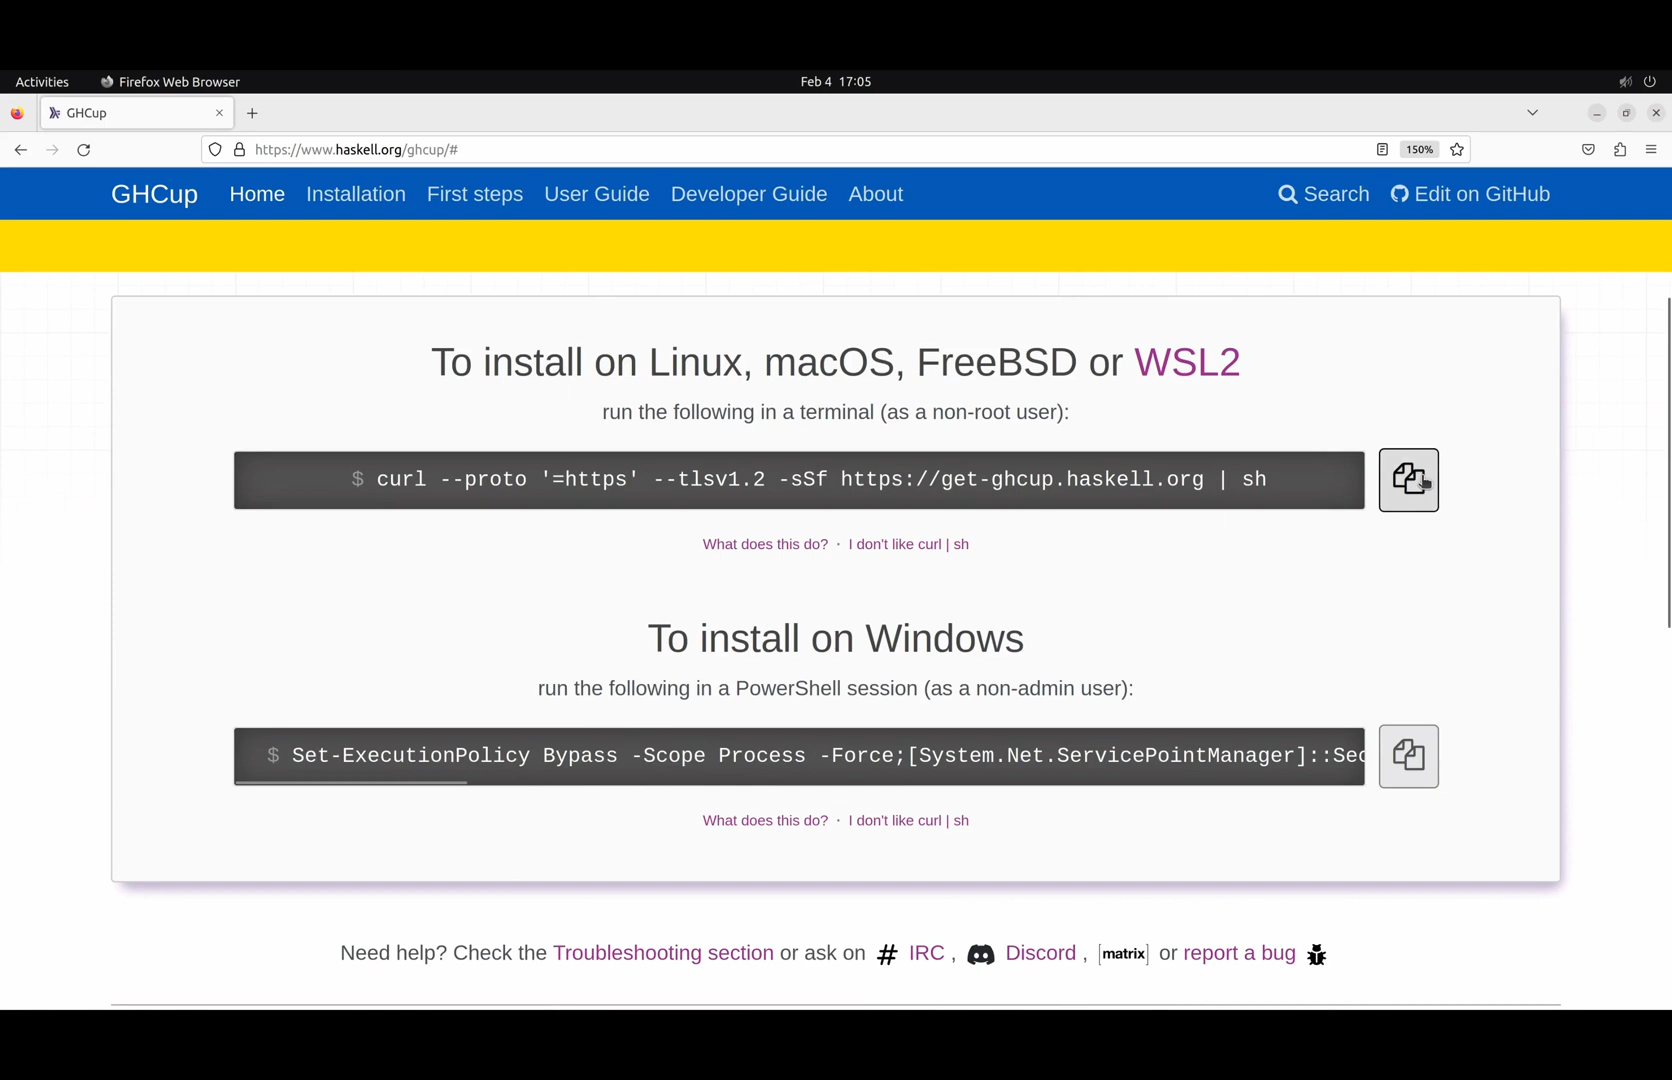 Activities Firefox Web Browser Feb 4 17:05
GHCup
https://www.haskell.org/ghcup/# 150%
GHCup Home Installation First steps User Guide Developer Guide About Search Edit on GitHub
To install on Linux, macOS, FreeBSD or WSL2
run the following in a terminal (as a non-root user):
$ curl --proto '=https' --tlsv1.2 -sSf https://get-ghcup.haskell.org | sh
What does this do? · I don't like curl | sh
To install on Windows
run the following in a PowerShell session (as a non-admin user):
$ Set-ExecutionPolicy Bypass -Scope Process -Force;[System.Net.ServicePointManager]::Sec
What does this do? · I don't like curl | sh
Need help? Check the Troubleshooting section or ask on # IRC , Discord , [matrix] or report a bug